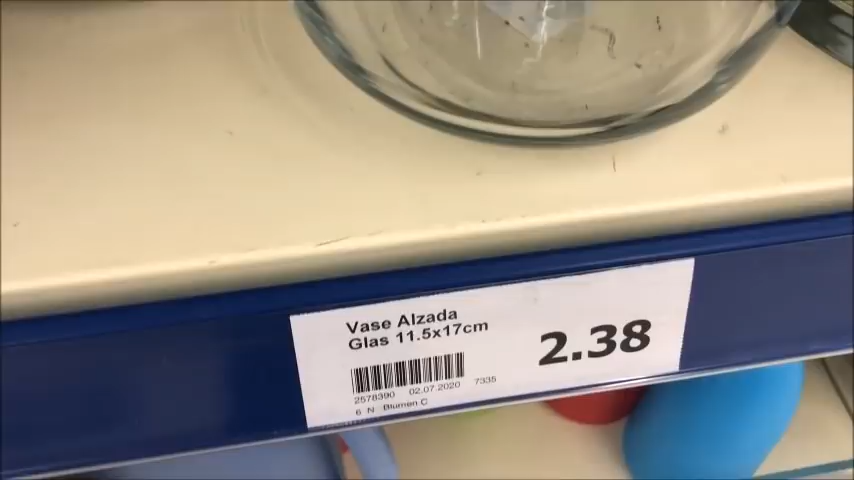 Vase Alzada
Glas 11.5x17cm
2.38
2578390 02.07.2020 7335
6 N Blumen C